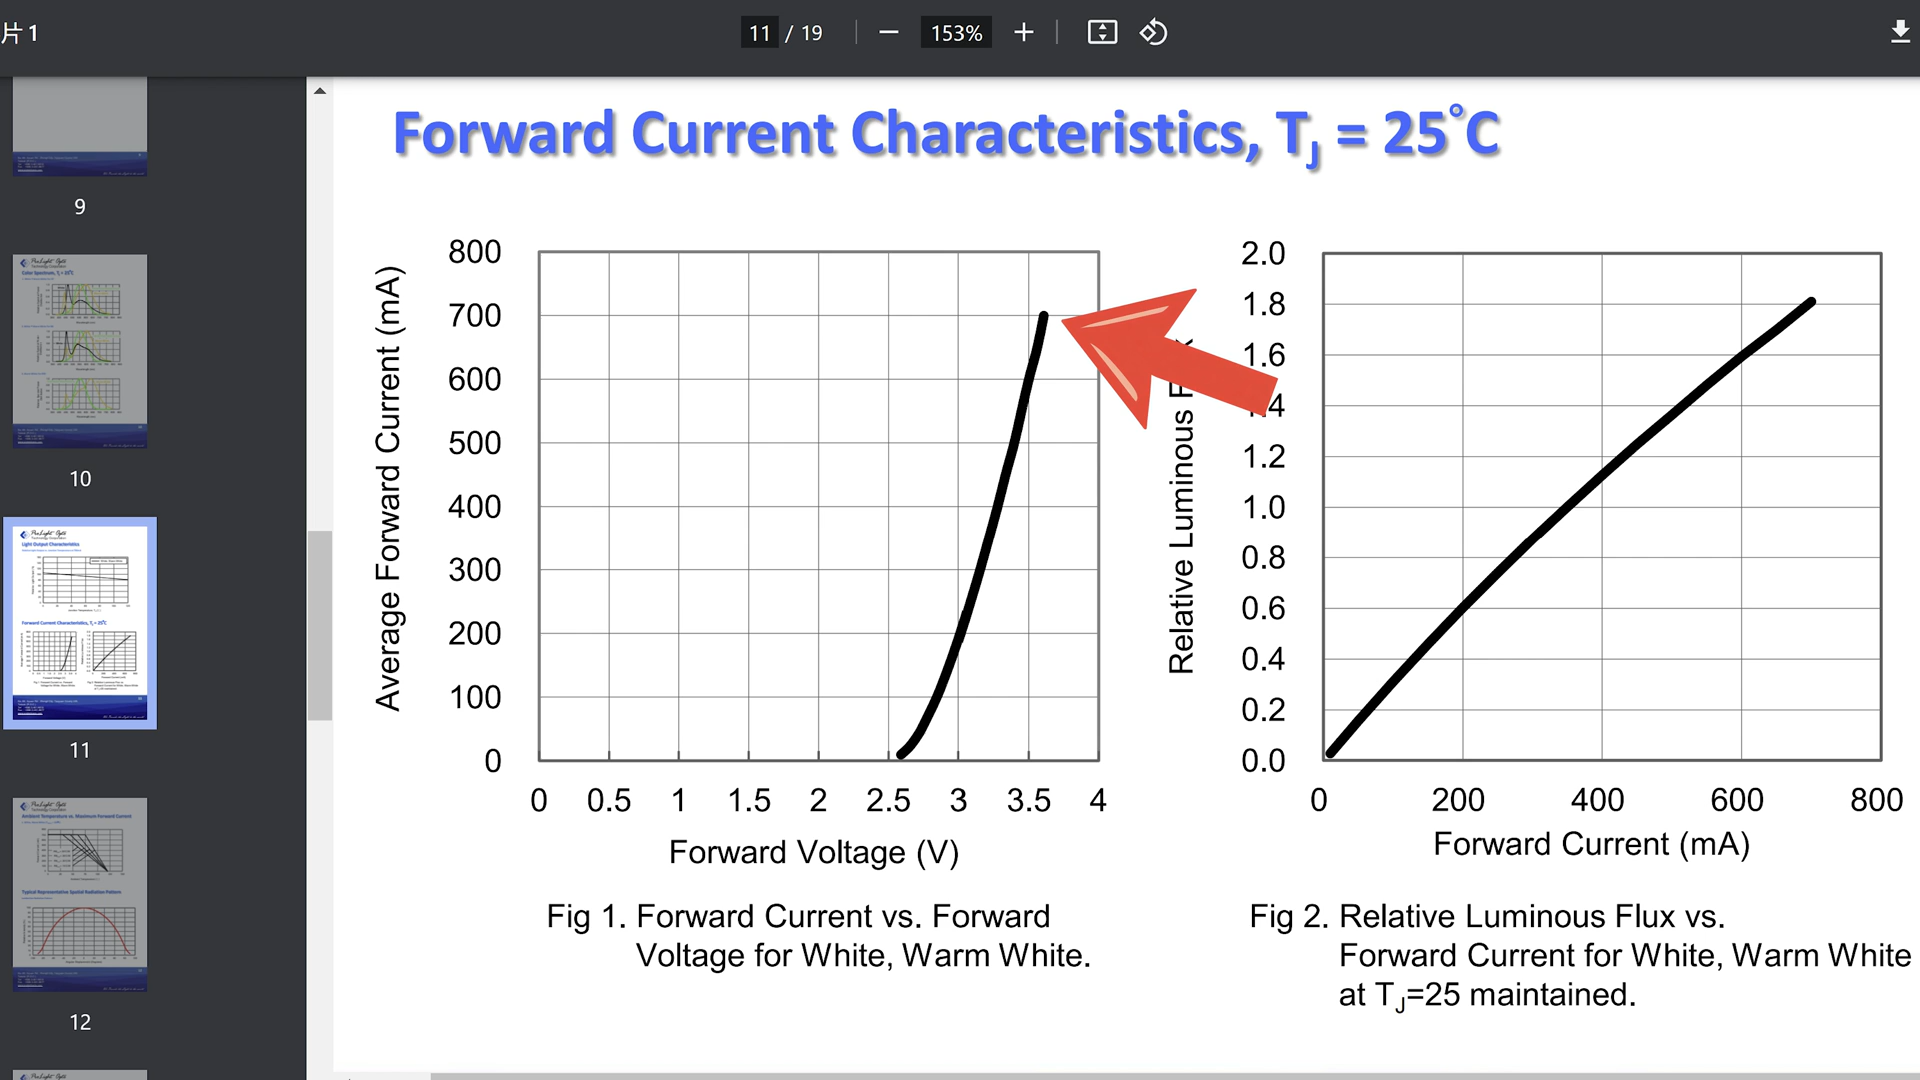 片 1
11 / 19
153%
9
10
11
12
Forward Current Characteristics, TJ = 25°C
Average Forward Current (mA)
800
700
600
500
400
300
200
100
0
0 0.5 1 1.5 2 2.5 3 3.5 4
Forward Voltage (V)
Fig 1. Forward Current vs. Forward
Voltage for White, Warm White.
Relative Luminous
2.0
1.8
1.6
1.2
1.0
0.8
0.6
0.4
0.2
0.0
0 200 400 600 800
Forward Current (mA)
Fig 2. Relative Luminous Flux vs.
Forward Current for White, Warm White
at TJ=25 maintained.